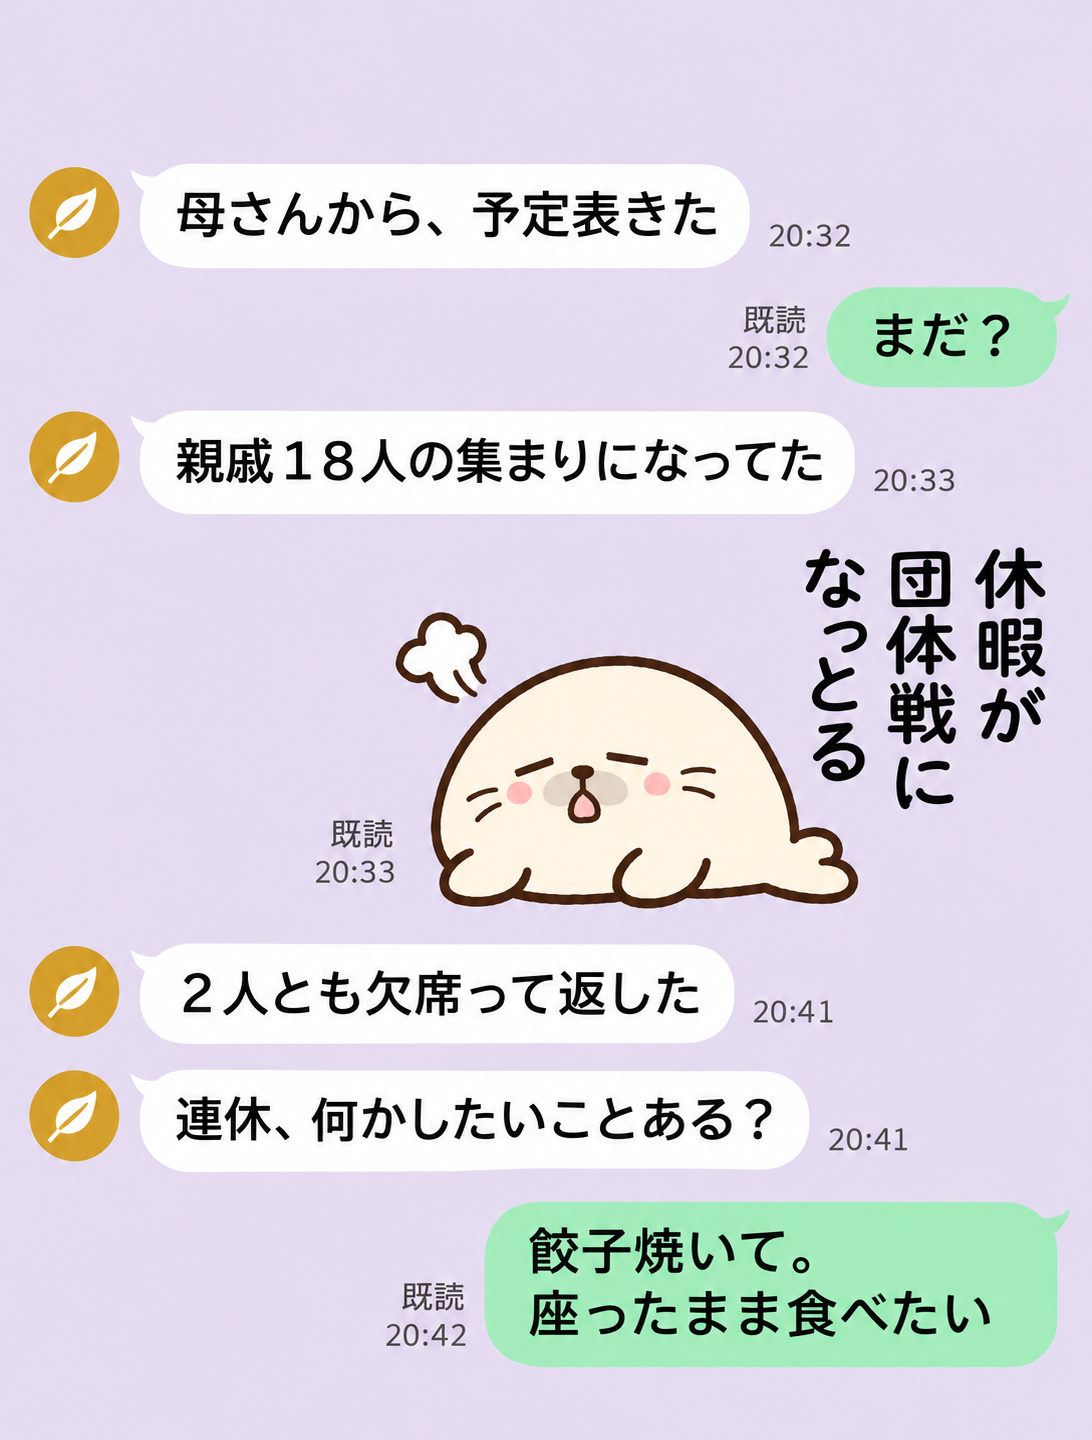 母さんから、予定表きた
20:32
まだ？
既読
20:32
親戚１８人の集まりになってた
20:33
休暇が
団体戦に
なっとる
既読
20:33
２人とも欠席って返した
20:41
連休、何かしたいことある？
20:41
餃子焼いて。
座ったまま食べたい
既読
20:42